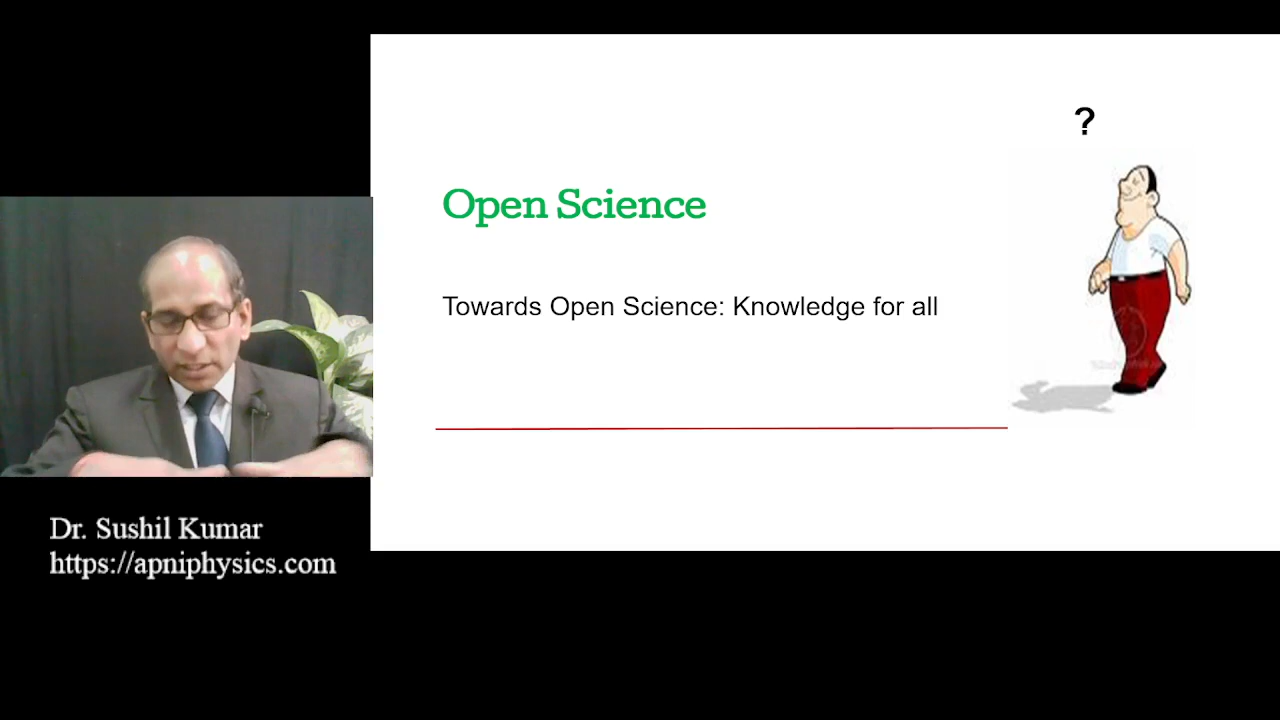 ?
Open Science
Towards Open Science: Knowledge for all
Dr. Sushil Kumar
https://apniphysics.com